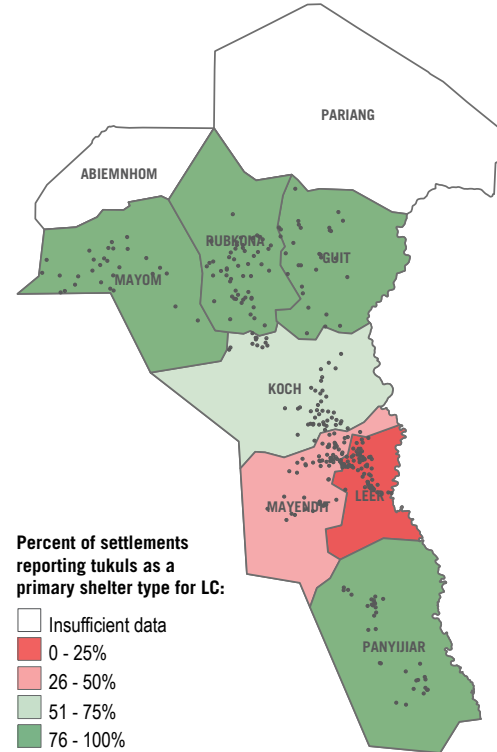 PARIANG
ABIEMNHOM
RUBKONA
GUIT
MAYOM
KOCH
LEER
MAYENDIT
PANYIJIAR
Percent of settlements
reporting tukuls as a
primary shelter type for LC:
Insufficient data
0 - 25%
26 - 50%
51 - 75%
76 - 100%